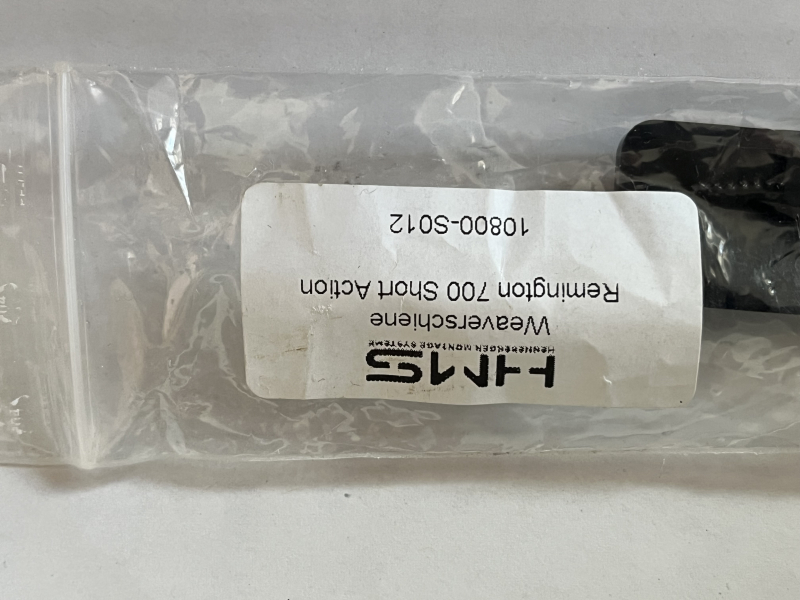 HMS
HENNEBERGER MONTAGE SYSTEME
Weaverschiene
Remington 700 Short Action
10800-S012